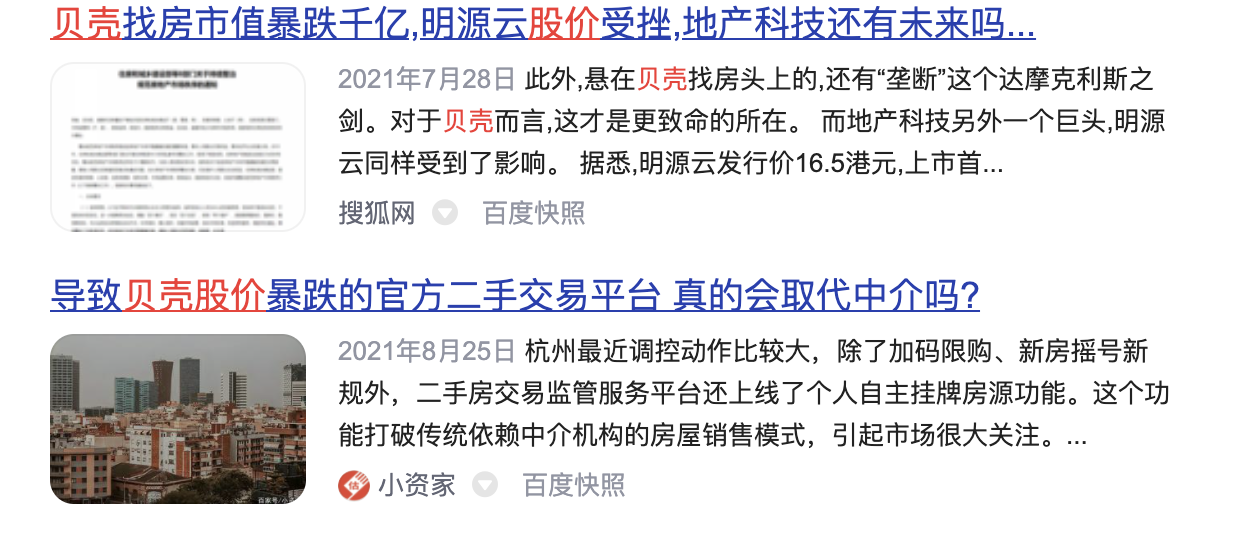 贝壳找房市值暴跌千亿,明源云股价受挫,地产科技还有未来吗...
2021年7月28日 此外,悬在贝壳找房头上的,还有“垄断”这个达摩克利斯之
剑。对于贝壳而言,这才是更致命的所在。 而地产科技另外一个巨头,明源
云同样受到了影响。 据悉,明源云发行价16.5港元,上市首...
搜狐网 百度快照
导致贝壳股价暴跌的官方二手交易平台 真的会取代中介吗?
2021年8月25日 杭州最近调控动作比较大，除了加码限购、新房摇号新
规外，二手房交易监管服务平台还上线了个人自主挂牌房源功能。这个功
能打破传统依赖中介机构的房屋销售模式，引起市场很大关注。...
小资家 百度快照